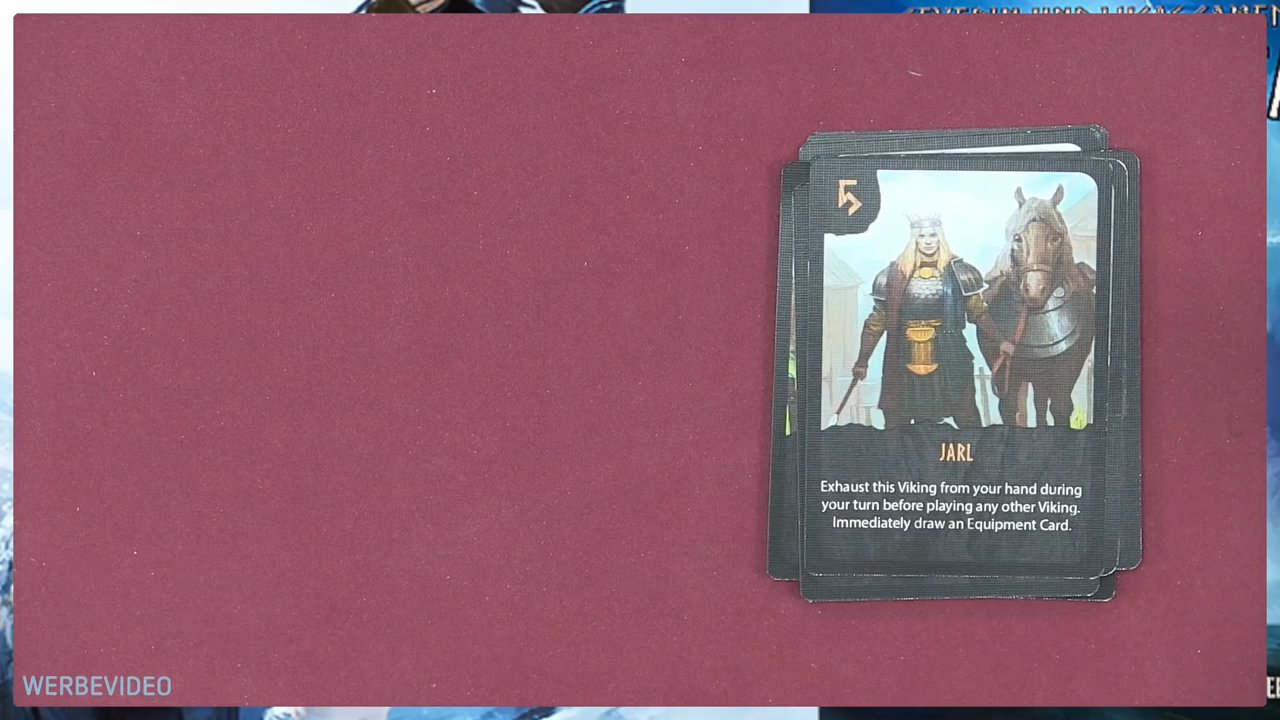 5
JARL
Exhaust this Viking from your hand during
your turn before playing any other Viking.
Immediately draw an Equipment Card.
WERBEVIDEO